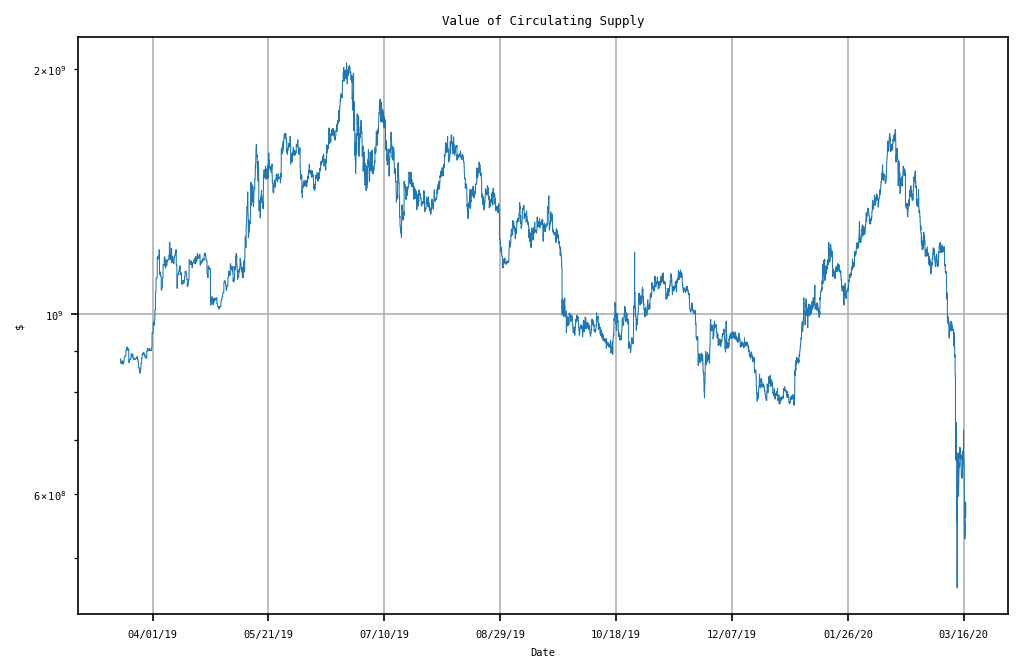 Value of Circulating Supply
2×10⁹
10⁹
6×10⁸
$
04/01/19 05/21/19 07/10/19 08/29/19 10/18/19 12/07/19 01/26/20 03/16/20
Date